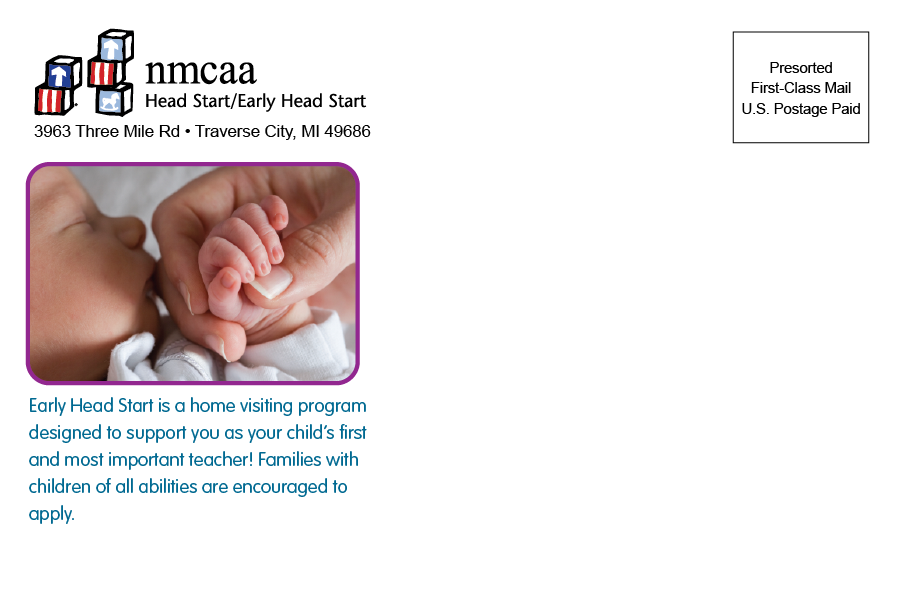 nmcaa
Head Start/Early Head Start
3963 Three Mile Rd • Traverse City, MI 49686
Presorted
First-Class Mail
U.S. Postage Paid
Early Head Start is a home visiting program
designed to support you as your child's first
and most important teacher! Families with
children of all abilities are encouraged to
apply.